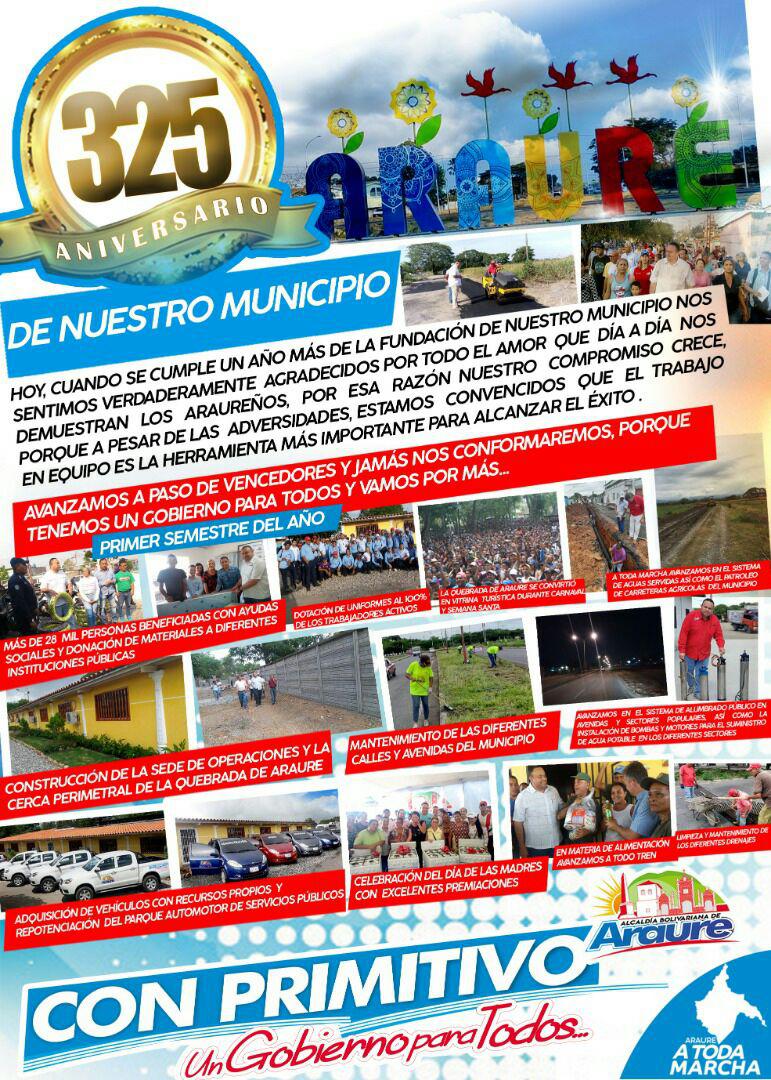 325
ANIVERSARIO
ARAURE
DE NUESTRO MUNICIPIO
HOY, CUANDO SE CUMPLE UN AÑO MÁS DE LA FUNDACIÓN DE NUESTRO MUNICIPIO NOS
SENTIMOS VERDADERAMENTE AGRADECIDOS POR TODO EL AMOR QUE DÍA A DÍA NOS
DEMUESTRAN LOS ARAUREÑOS, POR ESA RAZÓN NUESTRO COMPROMISO CRECE,
PORQUE A PESAR DE LAS ADVERSIDADES, ESTAMOS CONVENCIDOS QUE EL TRABAJO
EN EQUIPO ES LA HERRAMIENTA MÁS IMPORTANTE PARA ALCANZAR EL ÉXITO .
AVANZAMOS A PASO DE VENCEDORES Y JAMÁS NOS CONFORMAREMOS, PORQUE
TENEMOS UN GOBIERNO PARA TODOS Y VAMOS POR MÁS...
PRIMER SEMESTRE DEL AÑO
MÁS DE 28 MIL PERSONAS BENEFICIADAS CON AYUDAS
SOCIALES Y DONACIÓN DE MATERIALES A DIFERENTES
INSTITUCIONES PÚBLICAS
DOTACIÓN DE UNIFORMES AL 100%
DE LOS TRABAJADORES ACTIVOS
LA QUEBRADA DE ARAURE SE CONVIRTIÓ
EN VITRINA TURÍSTICA DURANTE CARNAVAL
Y SEMANA SANTA
A TODA MARCHA AVANZAMOS EN EL SISTEMA
DE AGUAS SERVIDAS ASÍ COMO EL PATROLEO
DE CARRETERAS AGRICOLAS DEL MUNICIPIO
CONSTRUCCIÓN DE LA SEDE DE OPERACIONES Y LA
CERCA PERIMETRAL DE LA QUEBRADA DE ARAURE
MANTENIMIENTO DE LAS DIFERENTES
CALLES Y AVENIDAS DEL MUNICIPIO
AVANZAMOS EN EL SISTEMA DE ALUMBRADO PÚBLICO EN
AVENIDAS Y SECTORES POPULARES, ASÍ COMO LA
INSTALACIÓN DE BOMBAS Y MOTORES PARA EL SUMINISTRO
DE AGUA POTABLE EN LOS DIFERENTES SECTORES
ADQUISICIÓN DE VEHÍCULOS CON RECURSOS PROPIOS Y
REPOTENCIACIÓN DEL PARQUE AUTOMOTOR DE SERVICIOS PÚBLICOS
CELEBRACIÓN DEL DÍA DE LAS MADRES
CON EXCELENTES PREMIACIONES
EN MATERIA DE ALIMENTACIÓN
AVANZAMOS A TODO TREN
LIMPIEZA Y MANTENIMIENTO DE
LOS DIFERENTES DRENAJES
ALCALDÍA BOLIVARIANA DE
Araure
CON PRIMITIVO
Un Gobierno para Todos...
ARAURE
A TODA
MARCHA